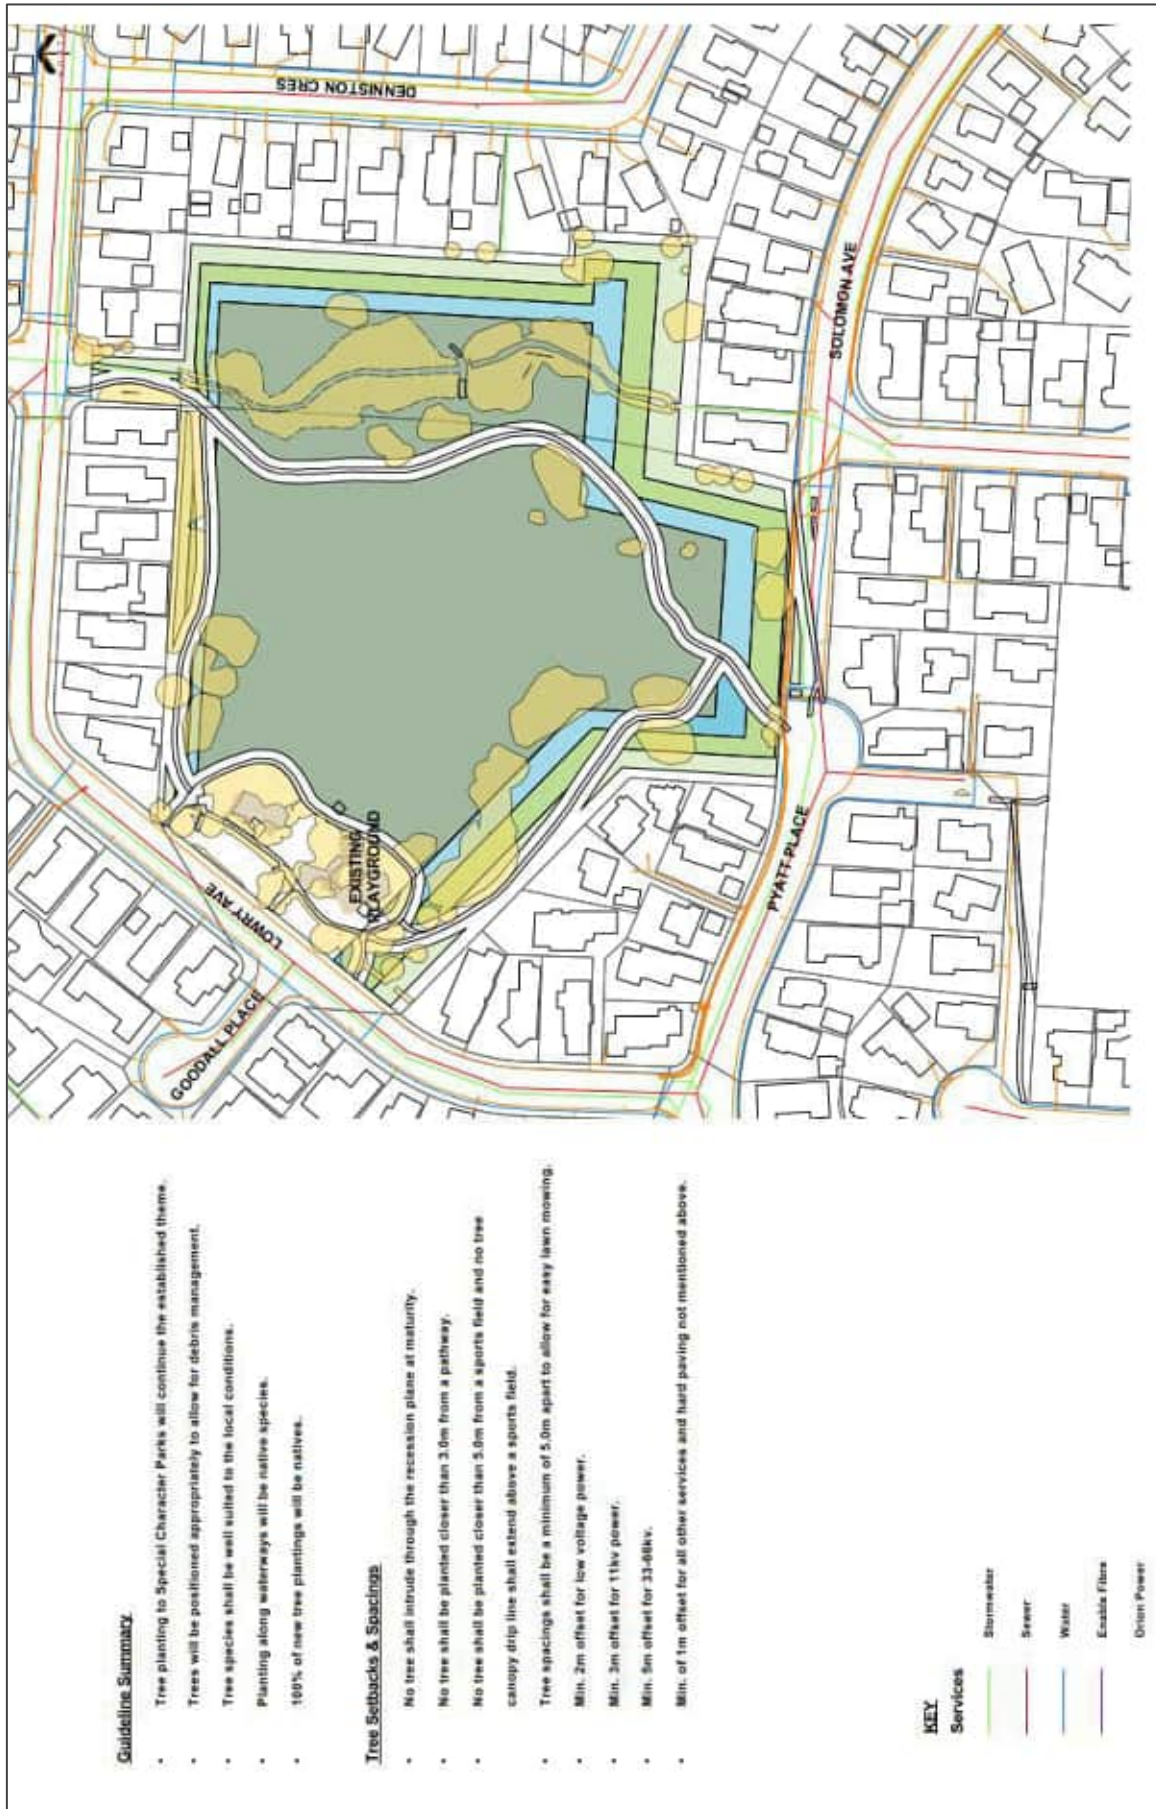 Guideline Summary
Tree planting to Special Character Parks will continue the established theme.
Trees will be positioned appropriately to allow for debris management.
Tree species shall be well suited to the local conditions.
Planting along waterways will be native species.
100% of new tree plantings will be natives.
Tree Setbacks & Spacings
No tree shall intrude through the recession plane at maturity.
No tree shall be planted closer than 3.0m from a pathway.
No tree shall be planted closer than 5.0m from a sports field and no tree
canopy drip line shall extend above a sports field.
Tree spacings shall be a minimum of 5.0m apart to allow for easy lawn mowing.
Min. 2m offset for low voltage power.
Min. 3m offset for 11kv power.
Min. 5m offset for 33-66kv.
Min. of 1m offset for all other services and hard paving not mentioned above.
KEY
Services
Stormwater
Sewer
Water
Enable Fibre
Orion Power
GOODALL PLACE
LOWRY AVE
EXISTING
PLAYGROUND
PYATT PLACE
SOLOMON AVE
DENNISTON CRES